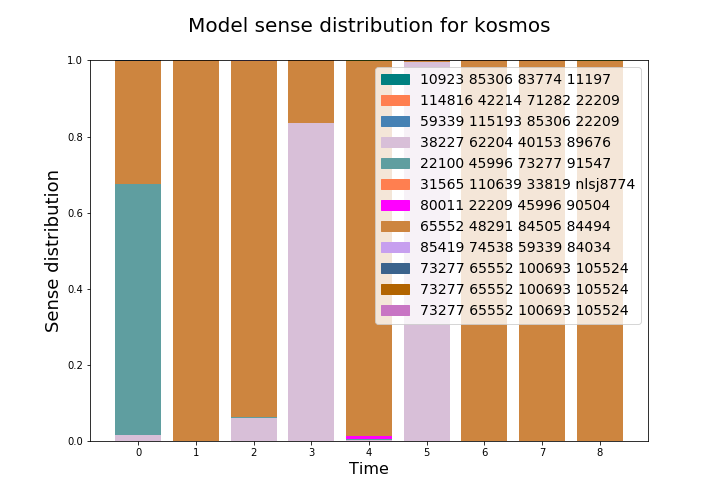 Model sense distribution for kosmos
1.0
0.8
0.6
0.4
0.2
0.0
Sense distribution
10923 85306 83774 11197
114816 42214 71282 22209
59339 115193 85306 22209
38227 62204 40153 89676
22100 45996 73277 91547
31565 110639 33819 nlsj8774
80011 22209 45996 90504
65552 48291 84505 84494
85419 74538 59339 84034
73277 65552 100693 105524
73277 65552 100693 105524
73277 65552 100693 105524
0 1 2 3 4 5 6 7 8
Time